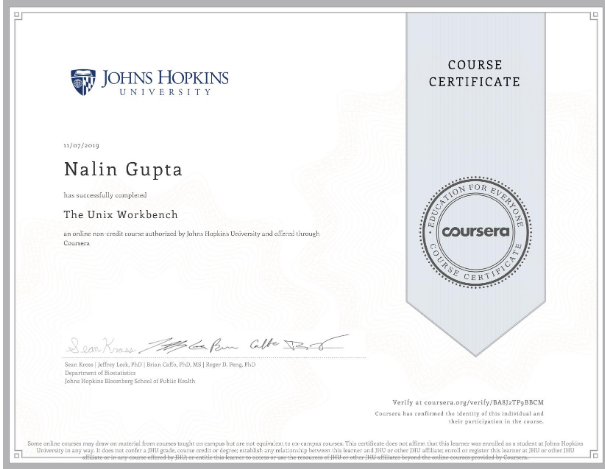 JOHNS HOPKINS
UNIVERSITY
COURSE
CERTIFICATE
11/07/2019
Nalin Gupta
has successfully completed
The Unix Workbench
an online non-credit course authorized by Johns Hopkins University and offered through
Coursera
EDUCATION FOR EVERYONE
coursera
COURSE CERTIFICATE
Sean Kross | Jeffrey Leek, PhD | Brian Caffo, PhD, MS | Roger D. Peng, PhD
Department of Biostatistics
Johns Hopkins Bloomberg School of Public Health
Verify at coursera.org/verify/BA8J2TF98BCM
Coursera has confirmed the identity of this individual and
their participation in the course.
Some online courses may draw on material from courses taught on campus but are not equivalent to on-campus courses. This certificate does not affirm that this learner was enrolled as a student at Johns Hopkins
University in any way. It does not confer a JHU grade, course credit or degree; establish any relationship between this learner and JHU or other JHU affiliate; enroll or register this learner at JHU or other JHU
affiliate or in any course offered by JHU; or entitle this learner to access or use the resources of JHU or other JHU affiliates beyond the online courses provided by Coursera.